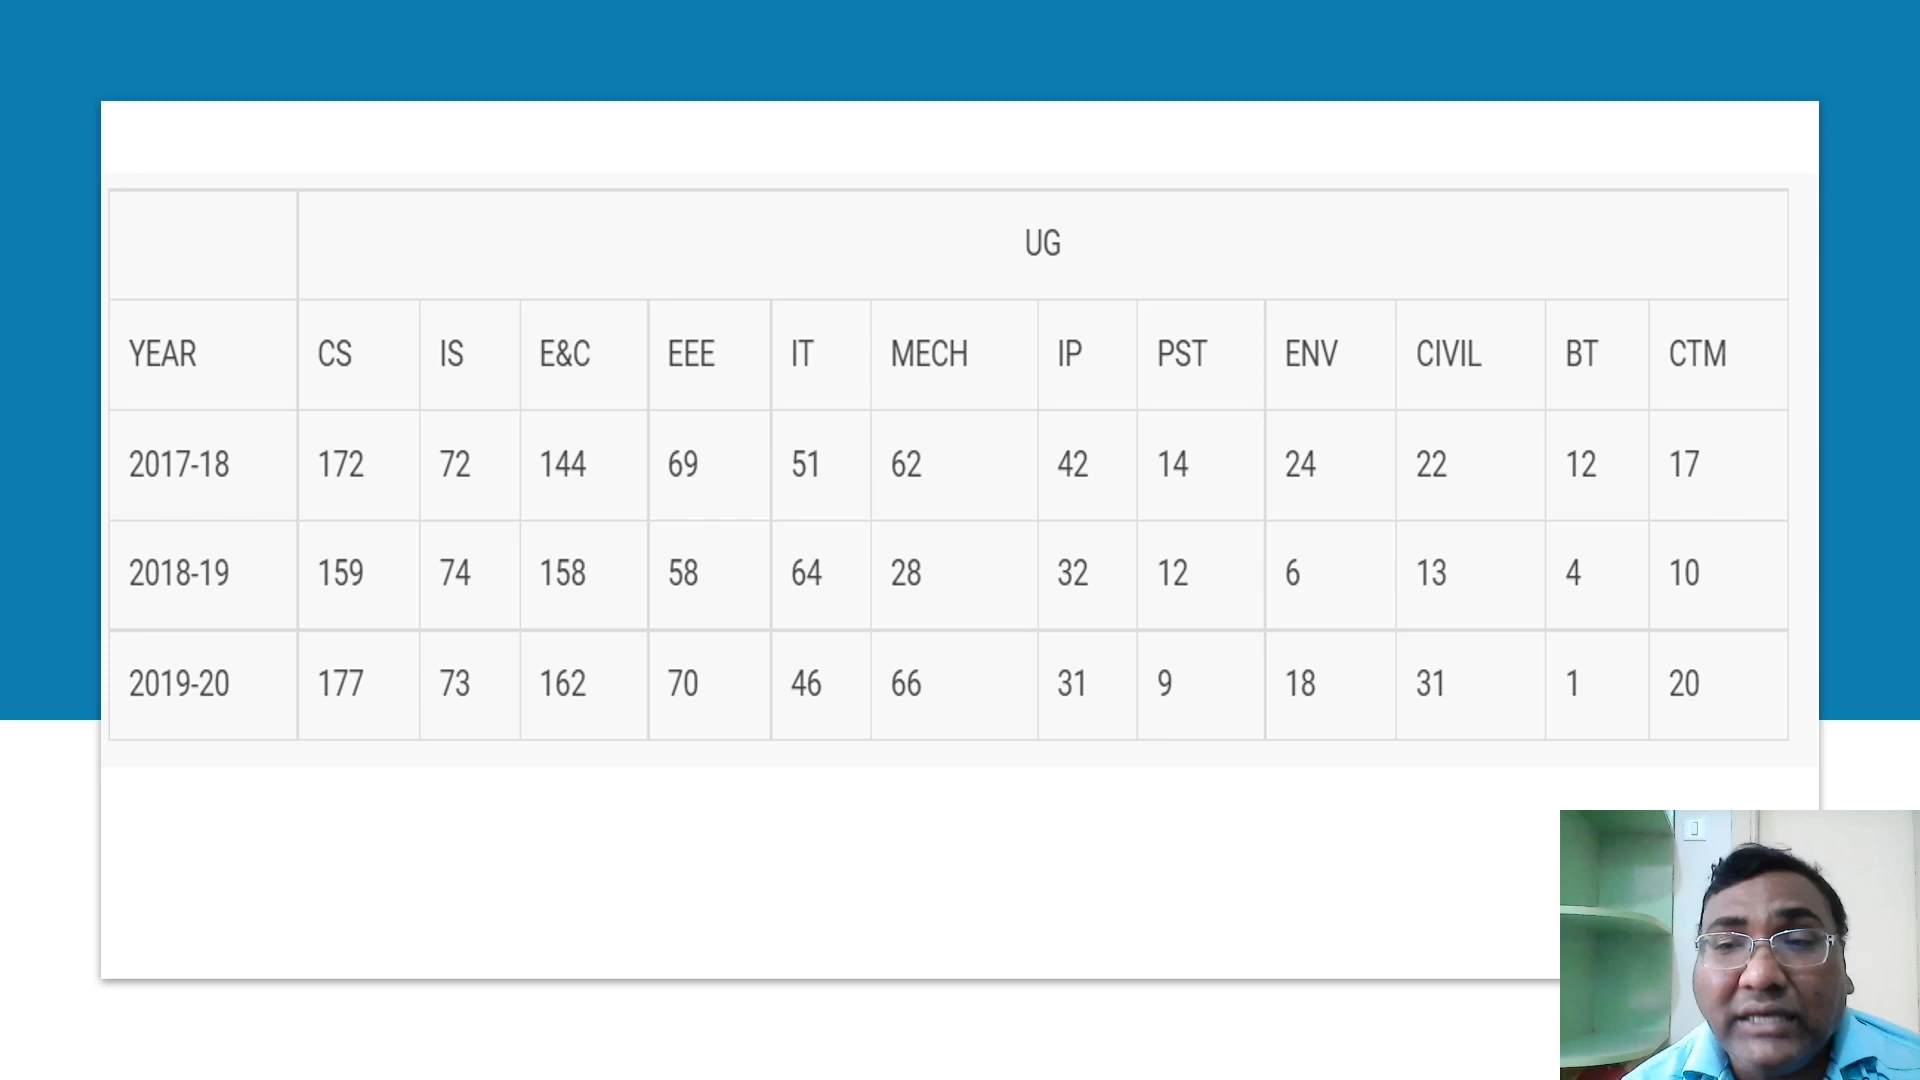 UG
YEAR CS IS E&C EEE IT MECH IP PST ENV CIVIL BT CTM
2017-18 172 72 144 69 51 62 42 14 24 22 12 17
2018-19 159 74 158 58 64 28 32 12 6 13 4 10
2019-20 177 73 162 70 46 66 31 9 18 31 1 20